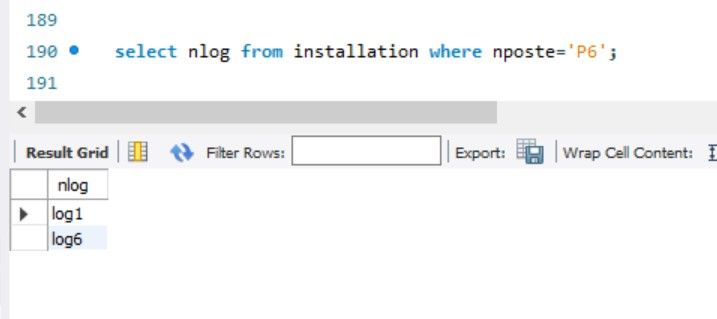 189
190 select nlog from installation where nposte='P6';
191
Result Grid Filter Rows: Export: Wrap Cell Content:
nlog
log1
log6